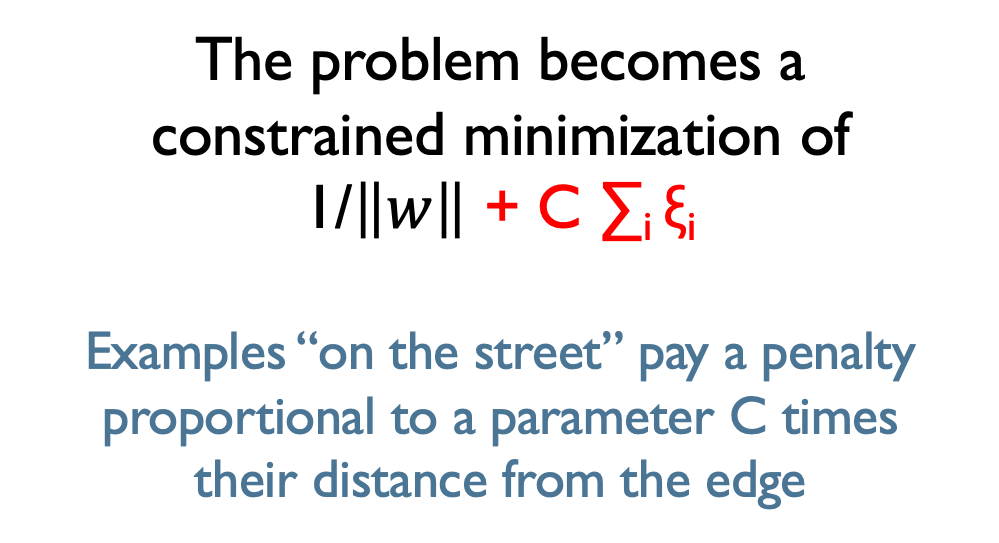 The problem becomes a
constrained minimization of
1/‖w‖ + C ∑ᵢ ξᵢ
Examples “on the street” pay a penalty
proportional to a parameter C times
their distance from the edge